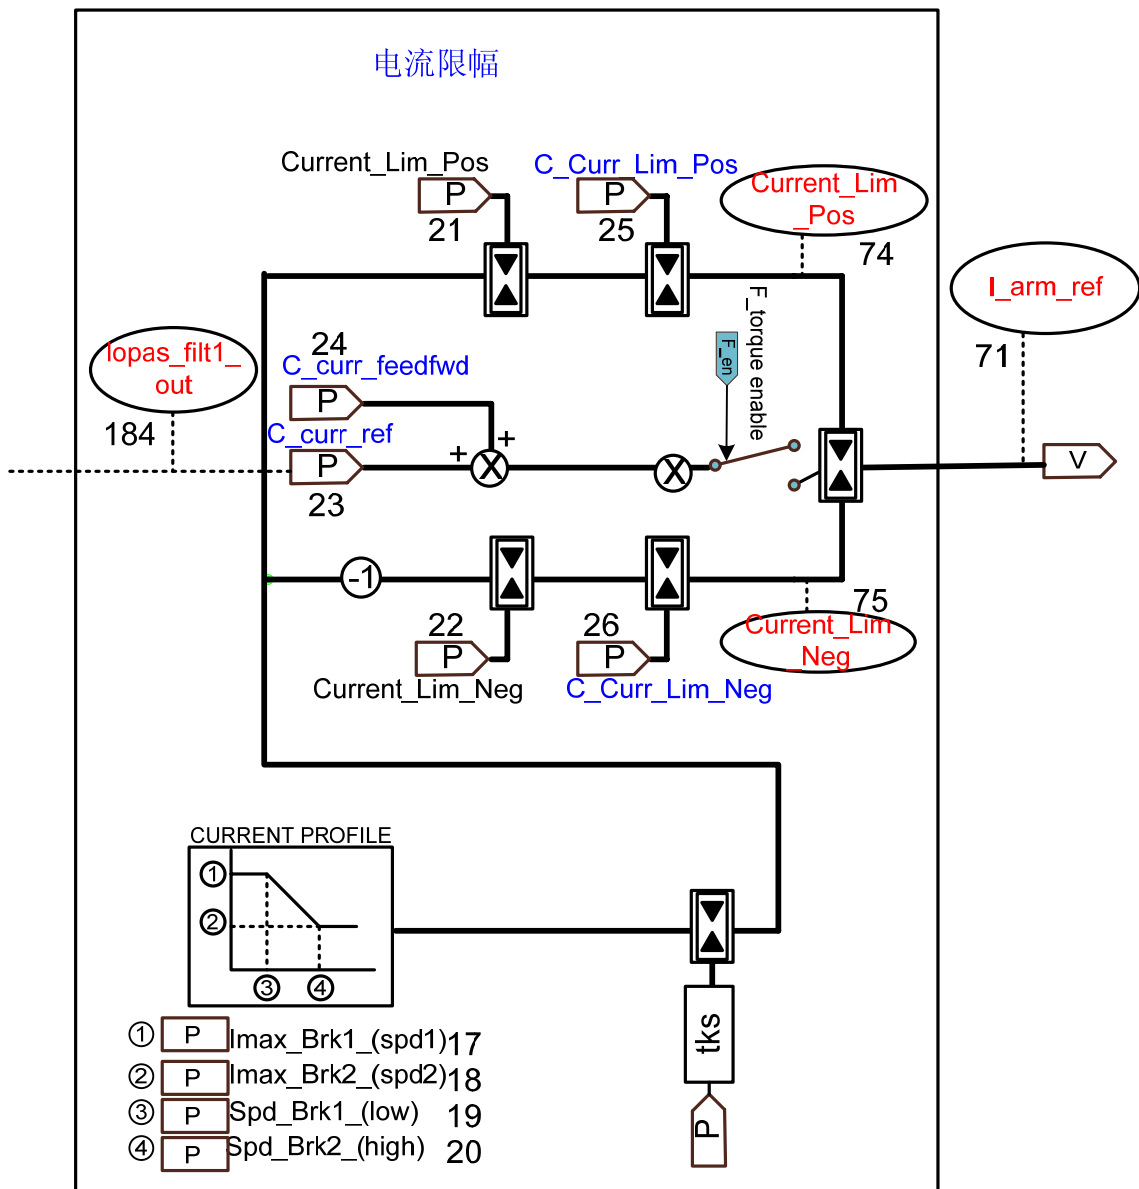 电流限幅
Current_Lim_Pos
P
21
C_Curr_Lim_Pos
P
25
Current_Lim
_Pos
74
I_arm_ref
71
lopas_filt1_
out
184
24
C_curr_feedfwd
P
C_curr_ref
P
23
+
+
X
X
F_en
F_torque enable
V
-1
22
P
Current_Lim_Neg
26
P
C_Curr_Lim_Neg
75
Current_Lim
_Neg
CURRENT PROFILE
①
②
③ ④
① P Imax_Brk1_(spd1) 17
② P Imax_Brk2_(spd2) 18
③ P Spd_Brk1_(low) 19
④ P Spd_Brk2_(high) 20
tks
P